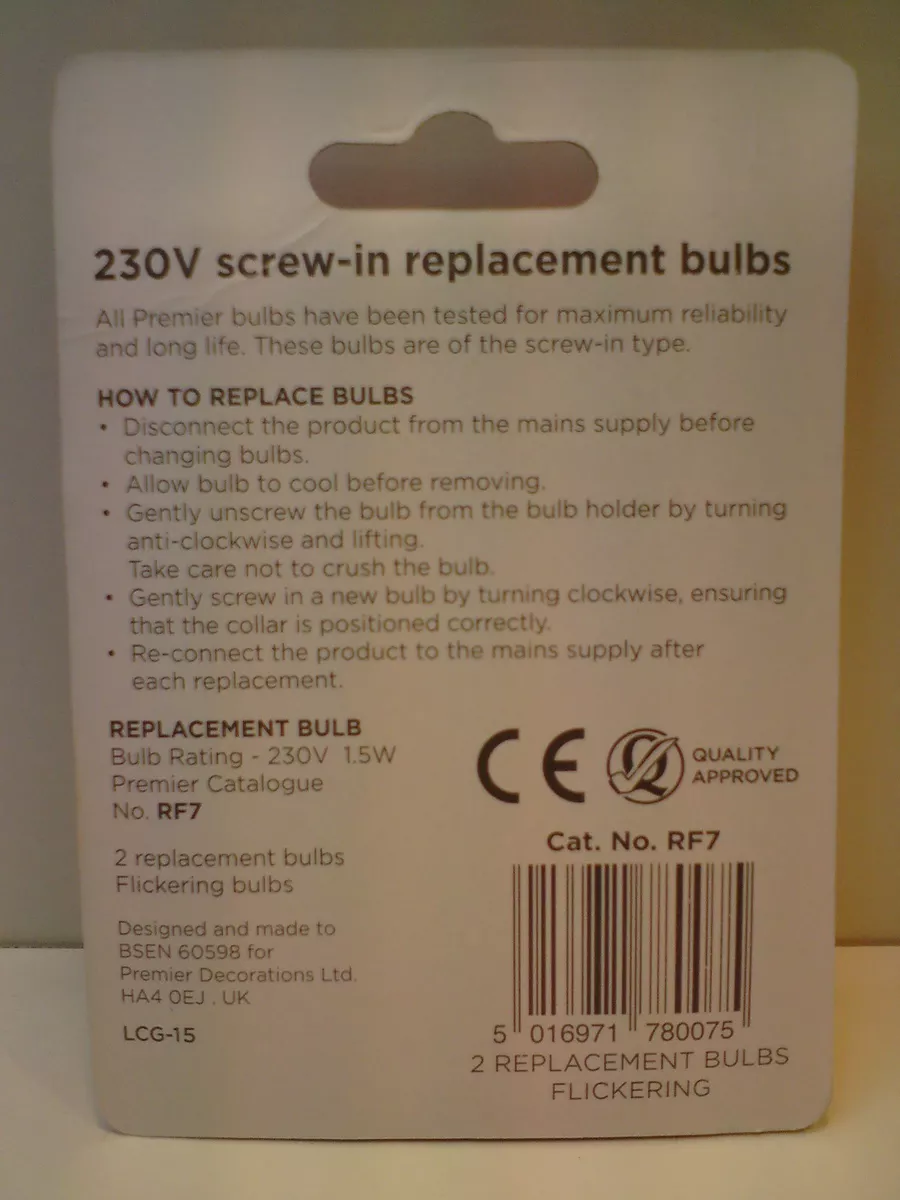 230V screw-in replacement bulbs
All Premier bulbs have been tested for maximum reliability
and long life. These bulbs are of the screw-in type.
HOW TO REPLACE BULBS
• Disconnect the product from the mains supply before
changing bulbs.
• Allow bulb to cool before removing.
• Gently unscrew the bulb from the bulb holder by turning
anti-clockwise and lifting.
Take care not to crush the bulb.
• Gently screw in a new bulb by turning clockwise, ensuring
that the collar is positioned correctly.
• Re-connect the product to the mains supply after
each replacement.
REPLACEMENT BULB
Bulb Rating - 230V 1.5W
Premier Catalogue
No. RF7
2 replacement bulbs
Flickering bulbs
Designed and made to
BSEN 60598 for
Premier Decorations Ltd.
HA4 0EJ . UK
LCG-15
CE
QUALITY
APPROVED
Cat. No. RF7
5 016971 780075
2 REPLACEMENT BULBS
FLICKERING